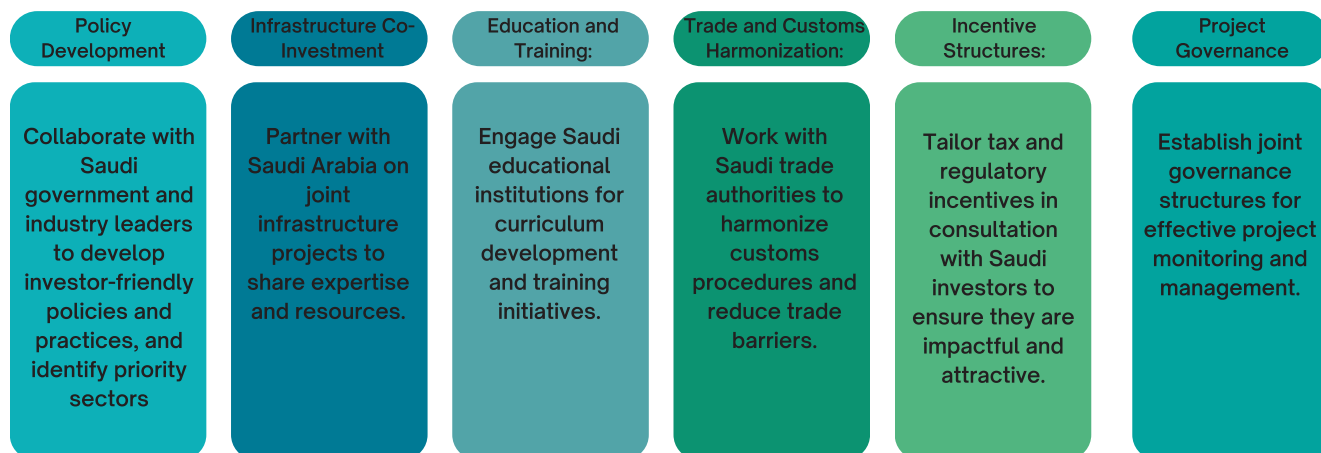 Policy
Development
Collaborate with
Saudi
government and
industry leaders
to develop
investor-friendly
policies and
practices, and
identify priority
sectors
Infrastructure Co-
Investment
Partner with
Saudi Arabia on
joint
infrastructure
projects to
share expertise
and resources.
Education and
Training:
Engage Saudi
educational
institutions for
curriculum
development
and training
initiatives.
Trade and Customs
Harmonization:
Work with
Saudi trade
authorities to
harmonize
customs
procedures and
reduce trade
barriers.
Incentive
Structures:
Tailor tax and
regulatory
incentives in
consultation
with Saudi
investors to
ensure they are
impactful and
attractive.
Project
Governance
Establish joint
governance
structures for
effective project
monitoring and
management.